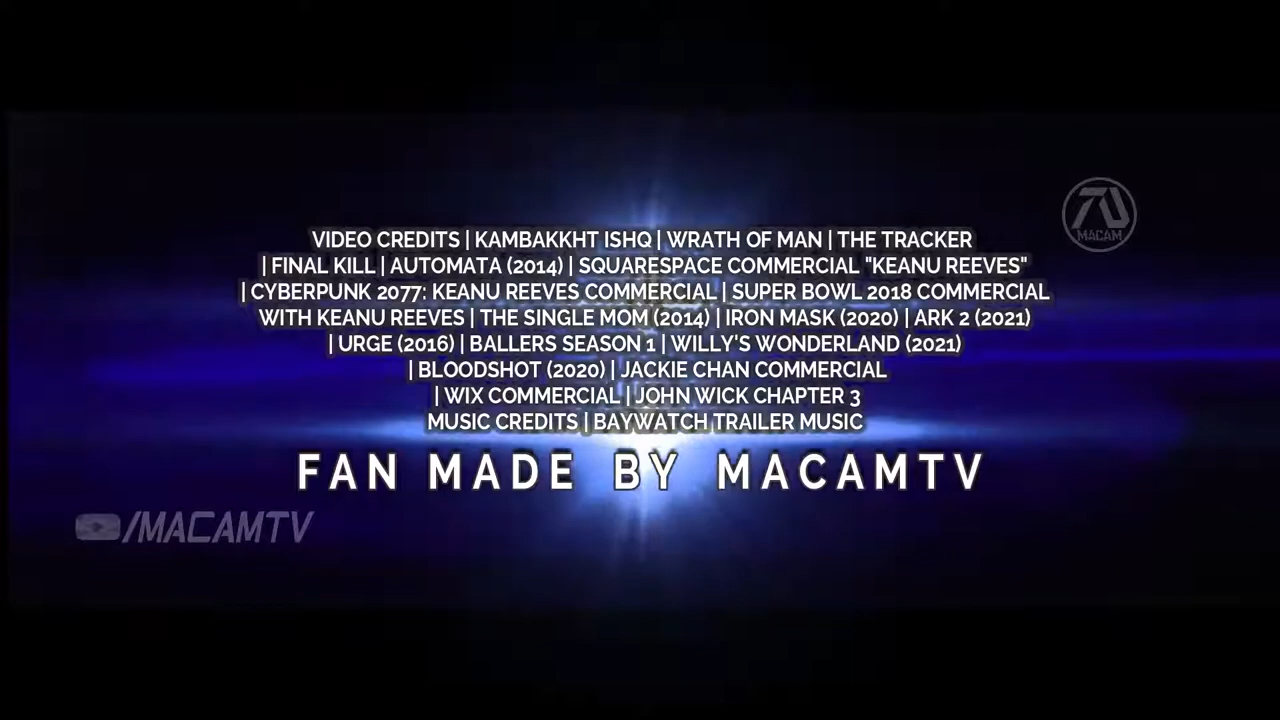 VIDEO CREDITS | KAMBAKKHT ISHQ | WRATH OF MAN | THE TRACKER
| FINAL KILL | AUTOMATA (2014) | SQUARESPACE COMMERCIAL "KEANU REEVES"
| CYBERPUNK 2077: KEANU REEVES COMMERCIAL | SUPER BOWL 2018 COMMERCIAL
WITH KEANU REEVES | THE SINGLE MOM (2014) | IRON MASK (2020) | ARK 2 (2021)
| URGE (2016) | BALLERS SEASON 1 | WILLY'S WONDERLAND (2021)
| BLOODSHOT (2020) | JACKIE CHAN COMMERCIAL
| WIX COMMERCIAL | JOHN WICK CHAPTER 3
MUSIC CREDITS | BAYWATCH TRAILER MUSIC
FAN MADE BY MACAMTV
/MACAMTV
MACAM